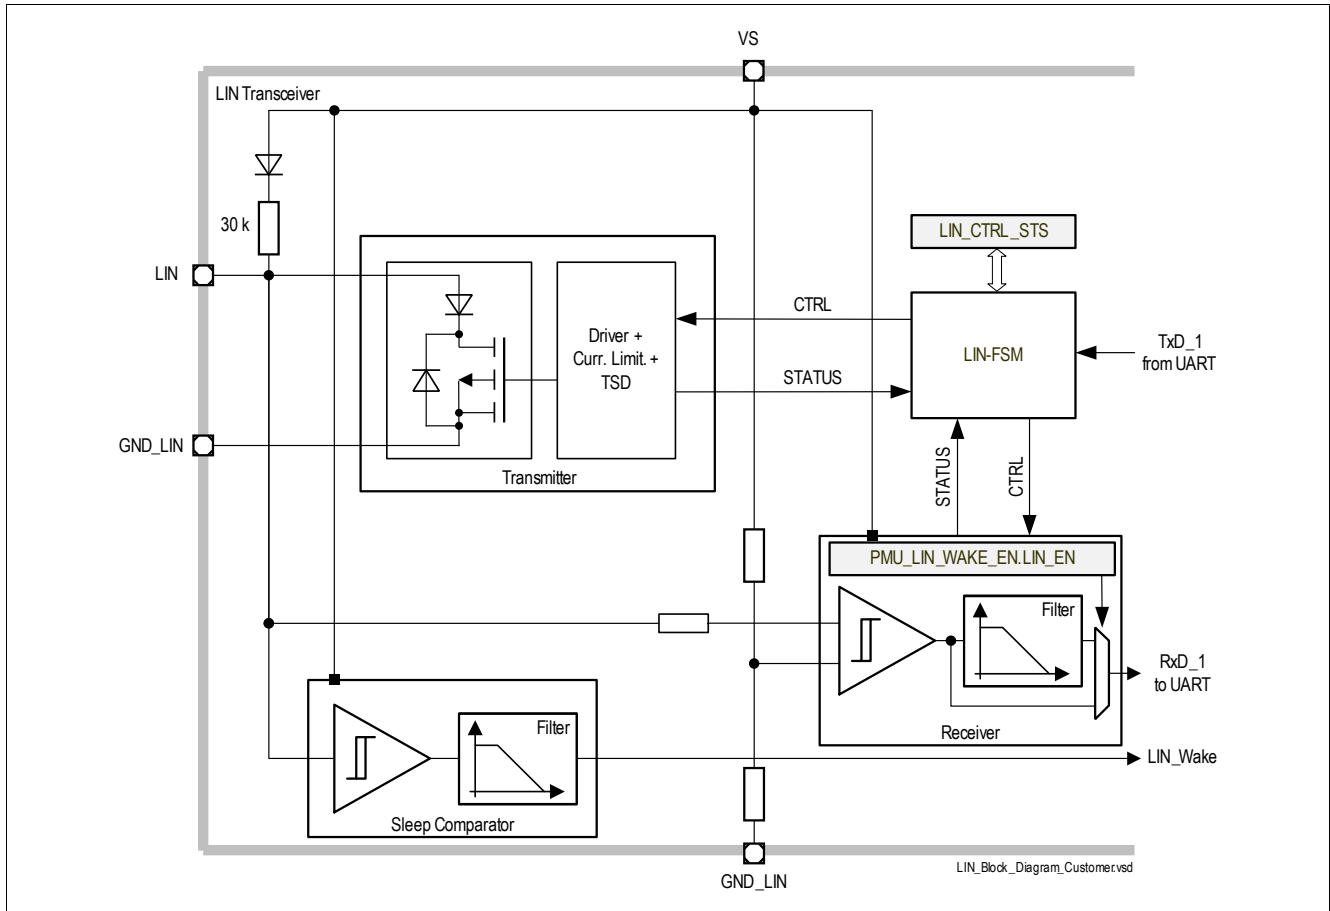 VS
LIN Transceiver
30 k
LIN_CTRL_STS
LIN
CTRL
Driver +
Curr. Limit. +
TSD
LIN-FSM
TxD_1
from UART
STATUS
GND_LIN
Transmitter
STATUS
CTRL
PMU_LIN_WAKE_EN.LIN_EN
Filter
RxD_1
to UART
Receiver
Filter
LIN_Wake
Sleep Comparator
GND_LIN
LIN_Block_Diagram_Customer.vsd